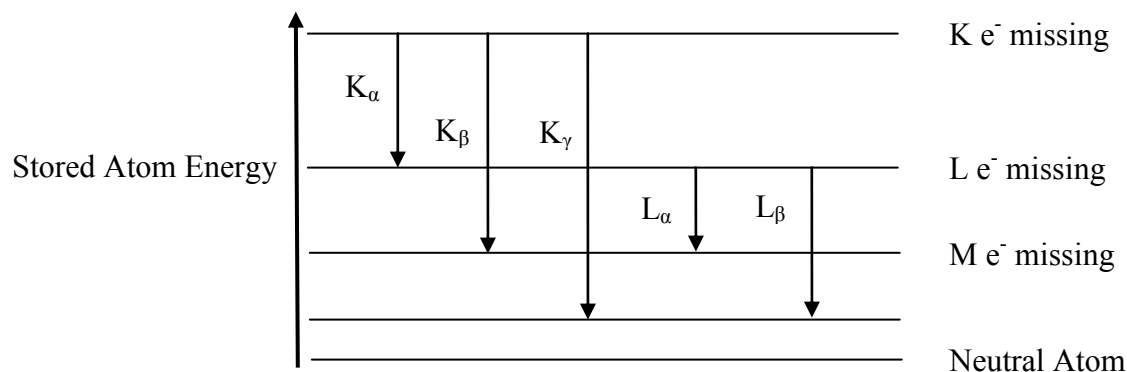 K e⁻ missing
Kα
Kβ
Kγ
Stored Atom Energy
L e⁻ missing
Lα
Lβ
M e⁻ missing
Neutral Atom